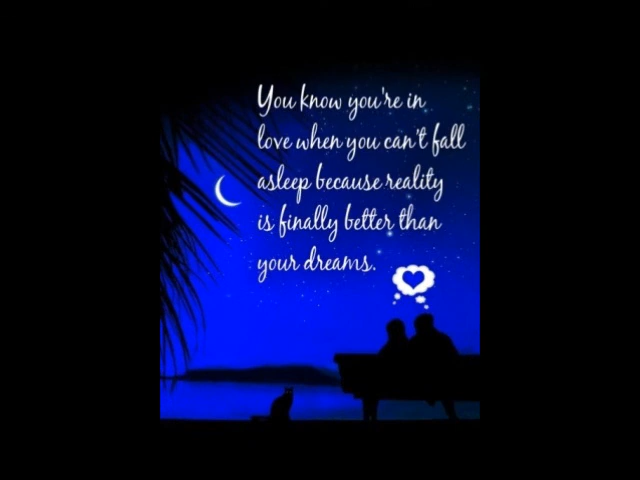 You know you're in
love when you can't fall
asleep because reality
is finally better than
your dreams.